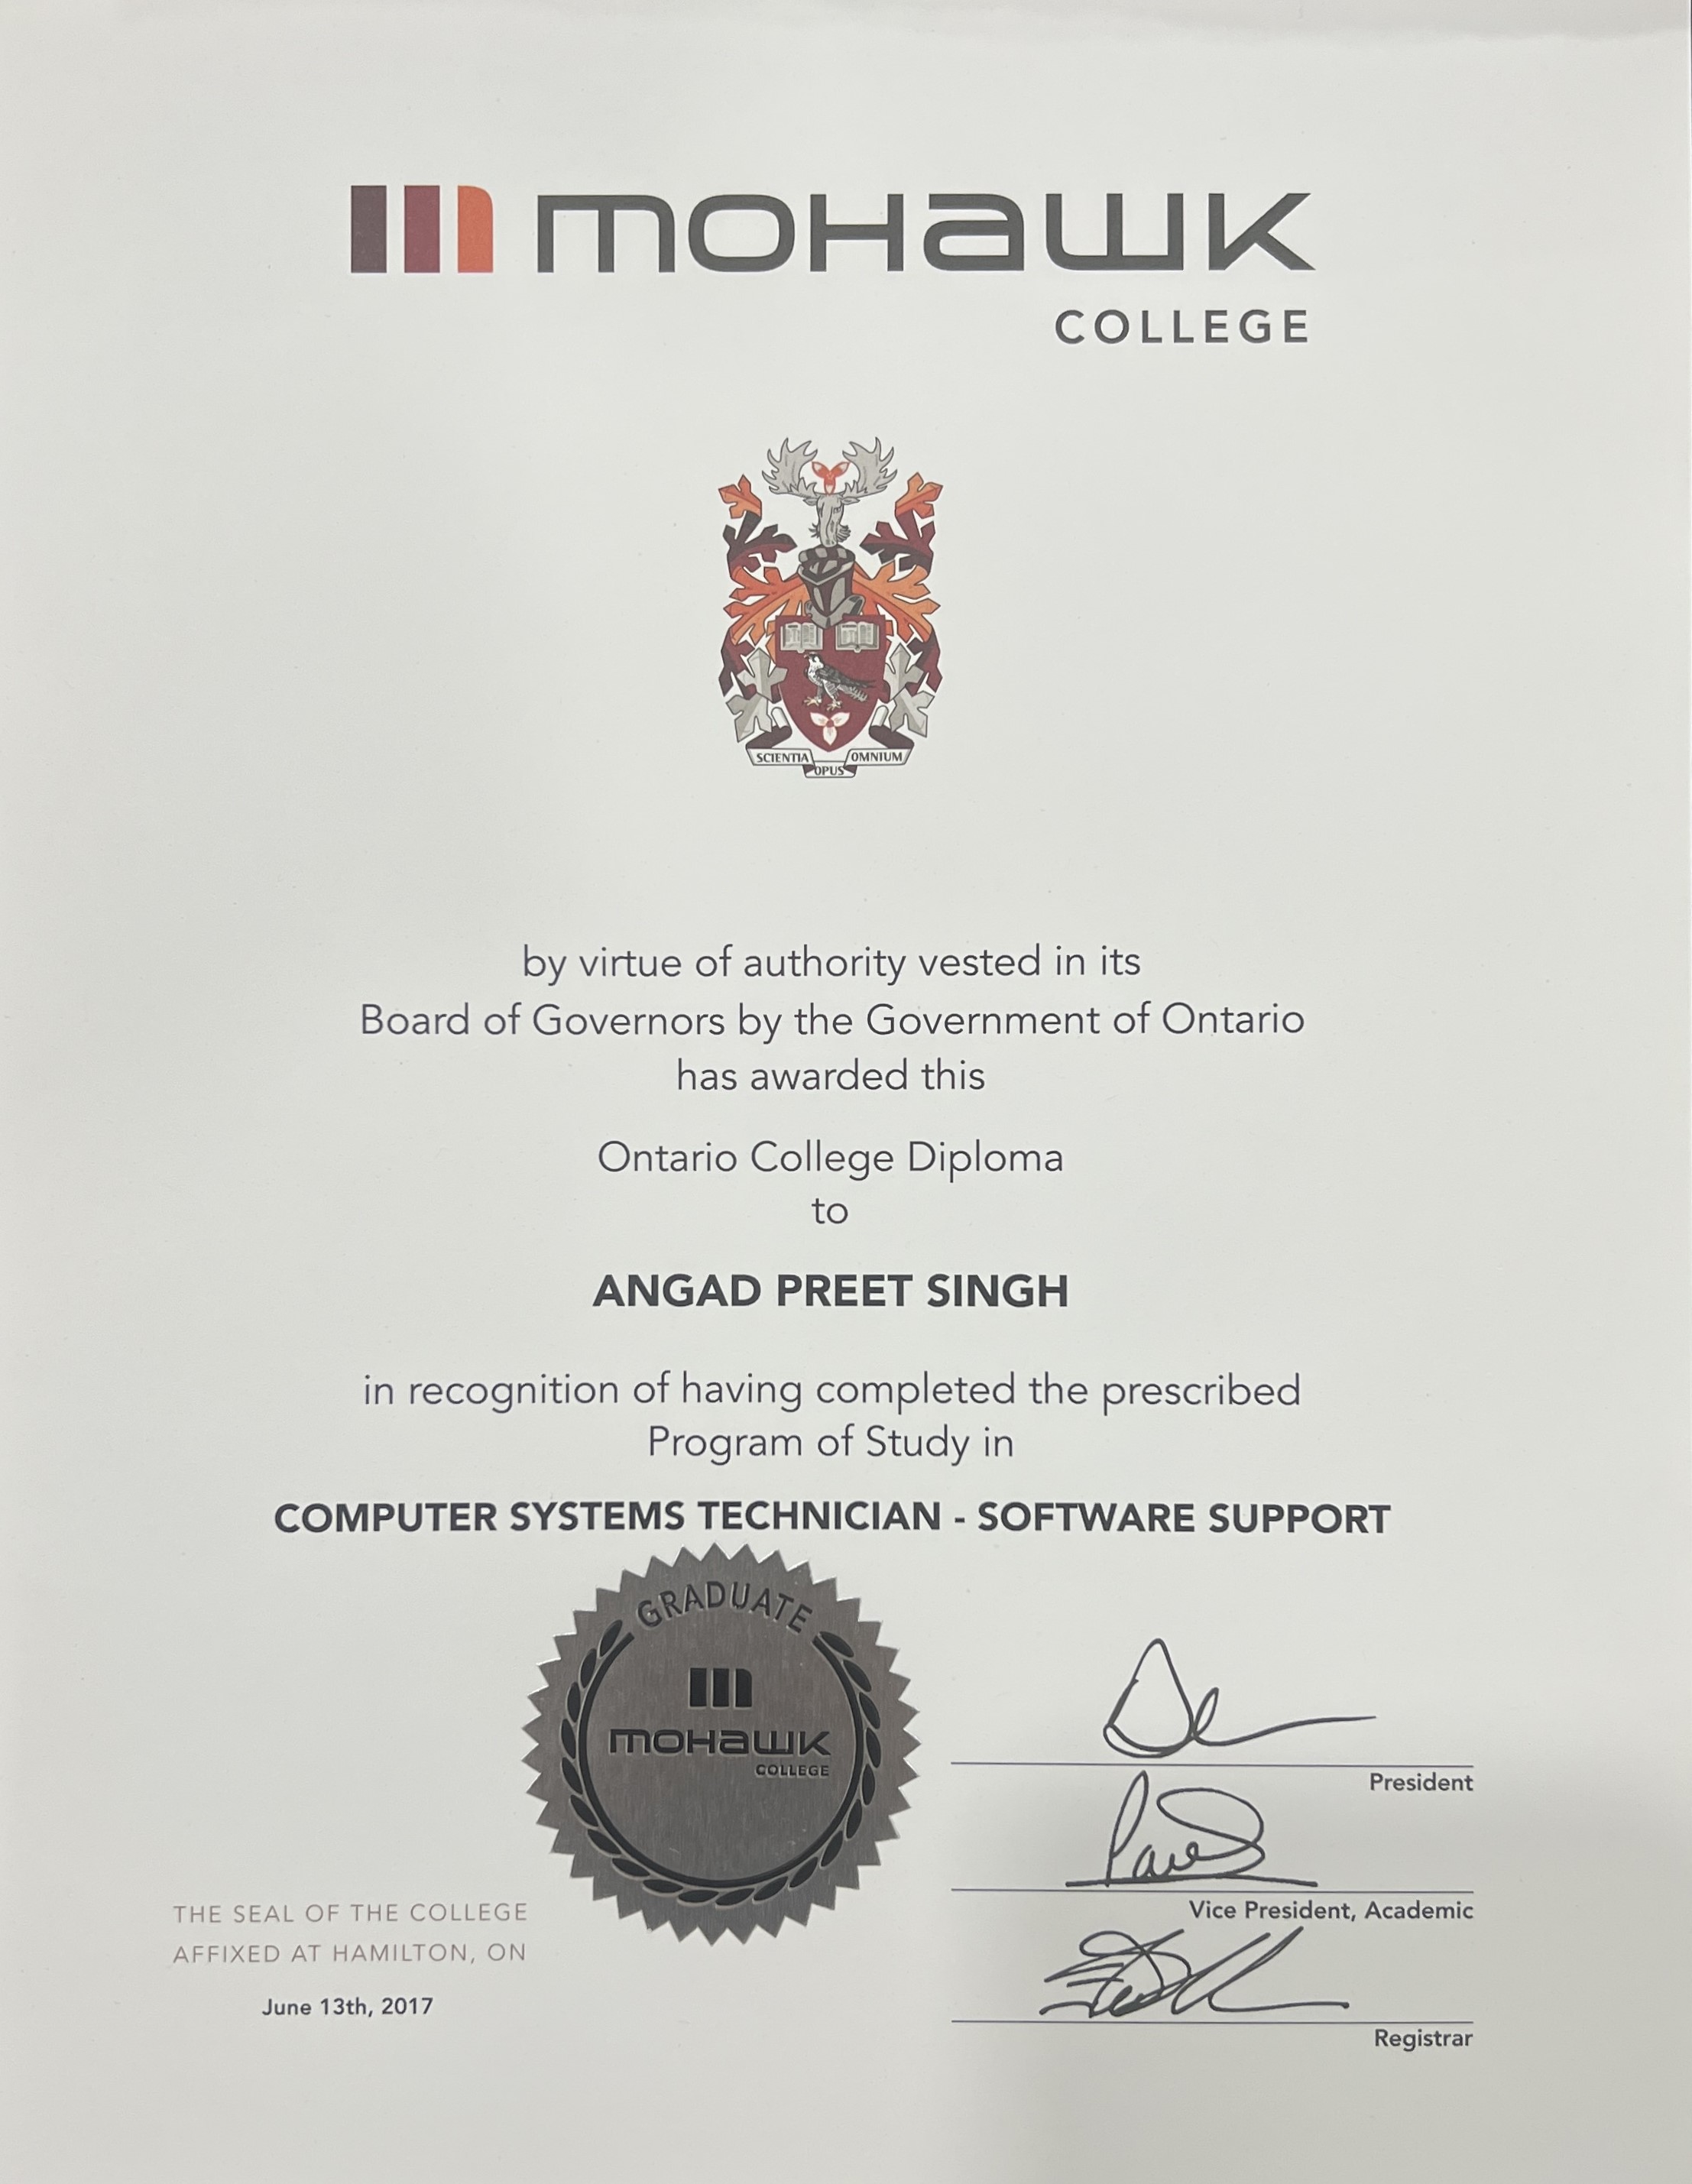 moHawk
COLLEGE
SCIENTIA OPUS OMNIUM
by virtue of authority vested in its
Board of Governors by the Government of Ontario
has awarded this
Ontario College Diploma
to
ANGAD PREET SINGH
in recognition of having completed the prescribed
Program of Study in
COMPUTER SYSTEMS TECHNICIAN - SOFTWARE SUPPORT
GRADUATE
moHawk
COLLEGE
President
Vice President, Academic
THE SEAL OF THE COLLEGE
AFFIXED AT HAMILTON, ON
June 13th, 2017
Registrar